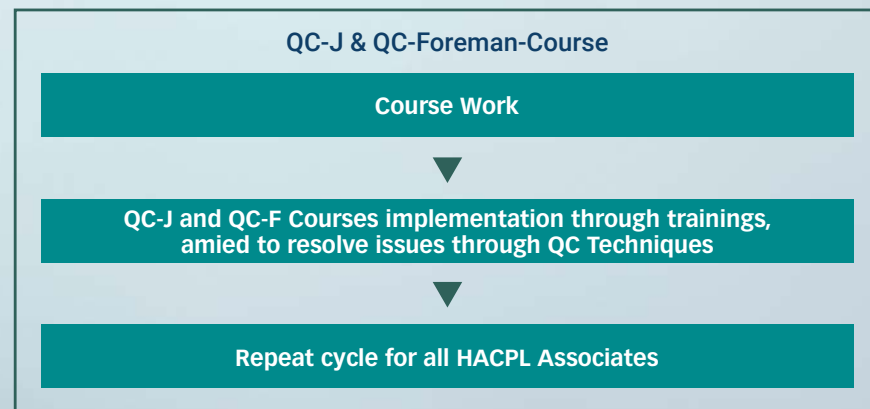 QC-J & QC-Foreman-Course
Course Work
QC-J and QC-F Courses implementation through trainings,
amied to resolve issues through QC Techniques
Repeat cycle for all HACPL Associates